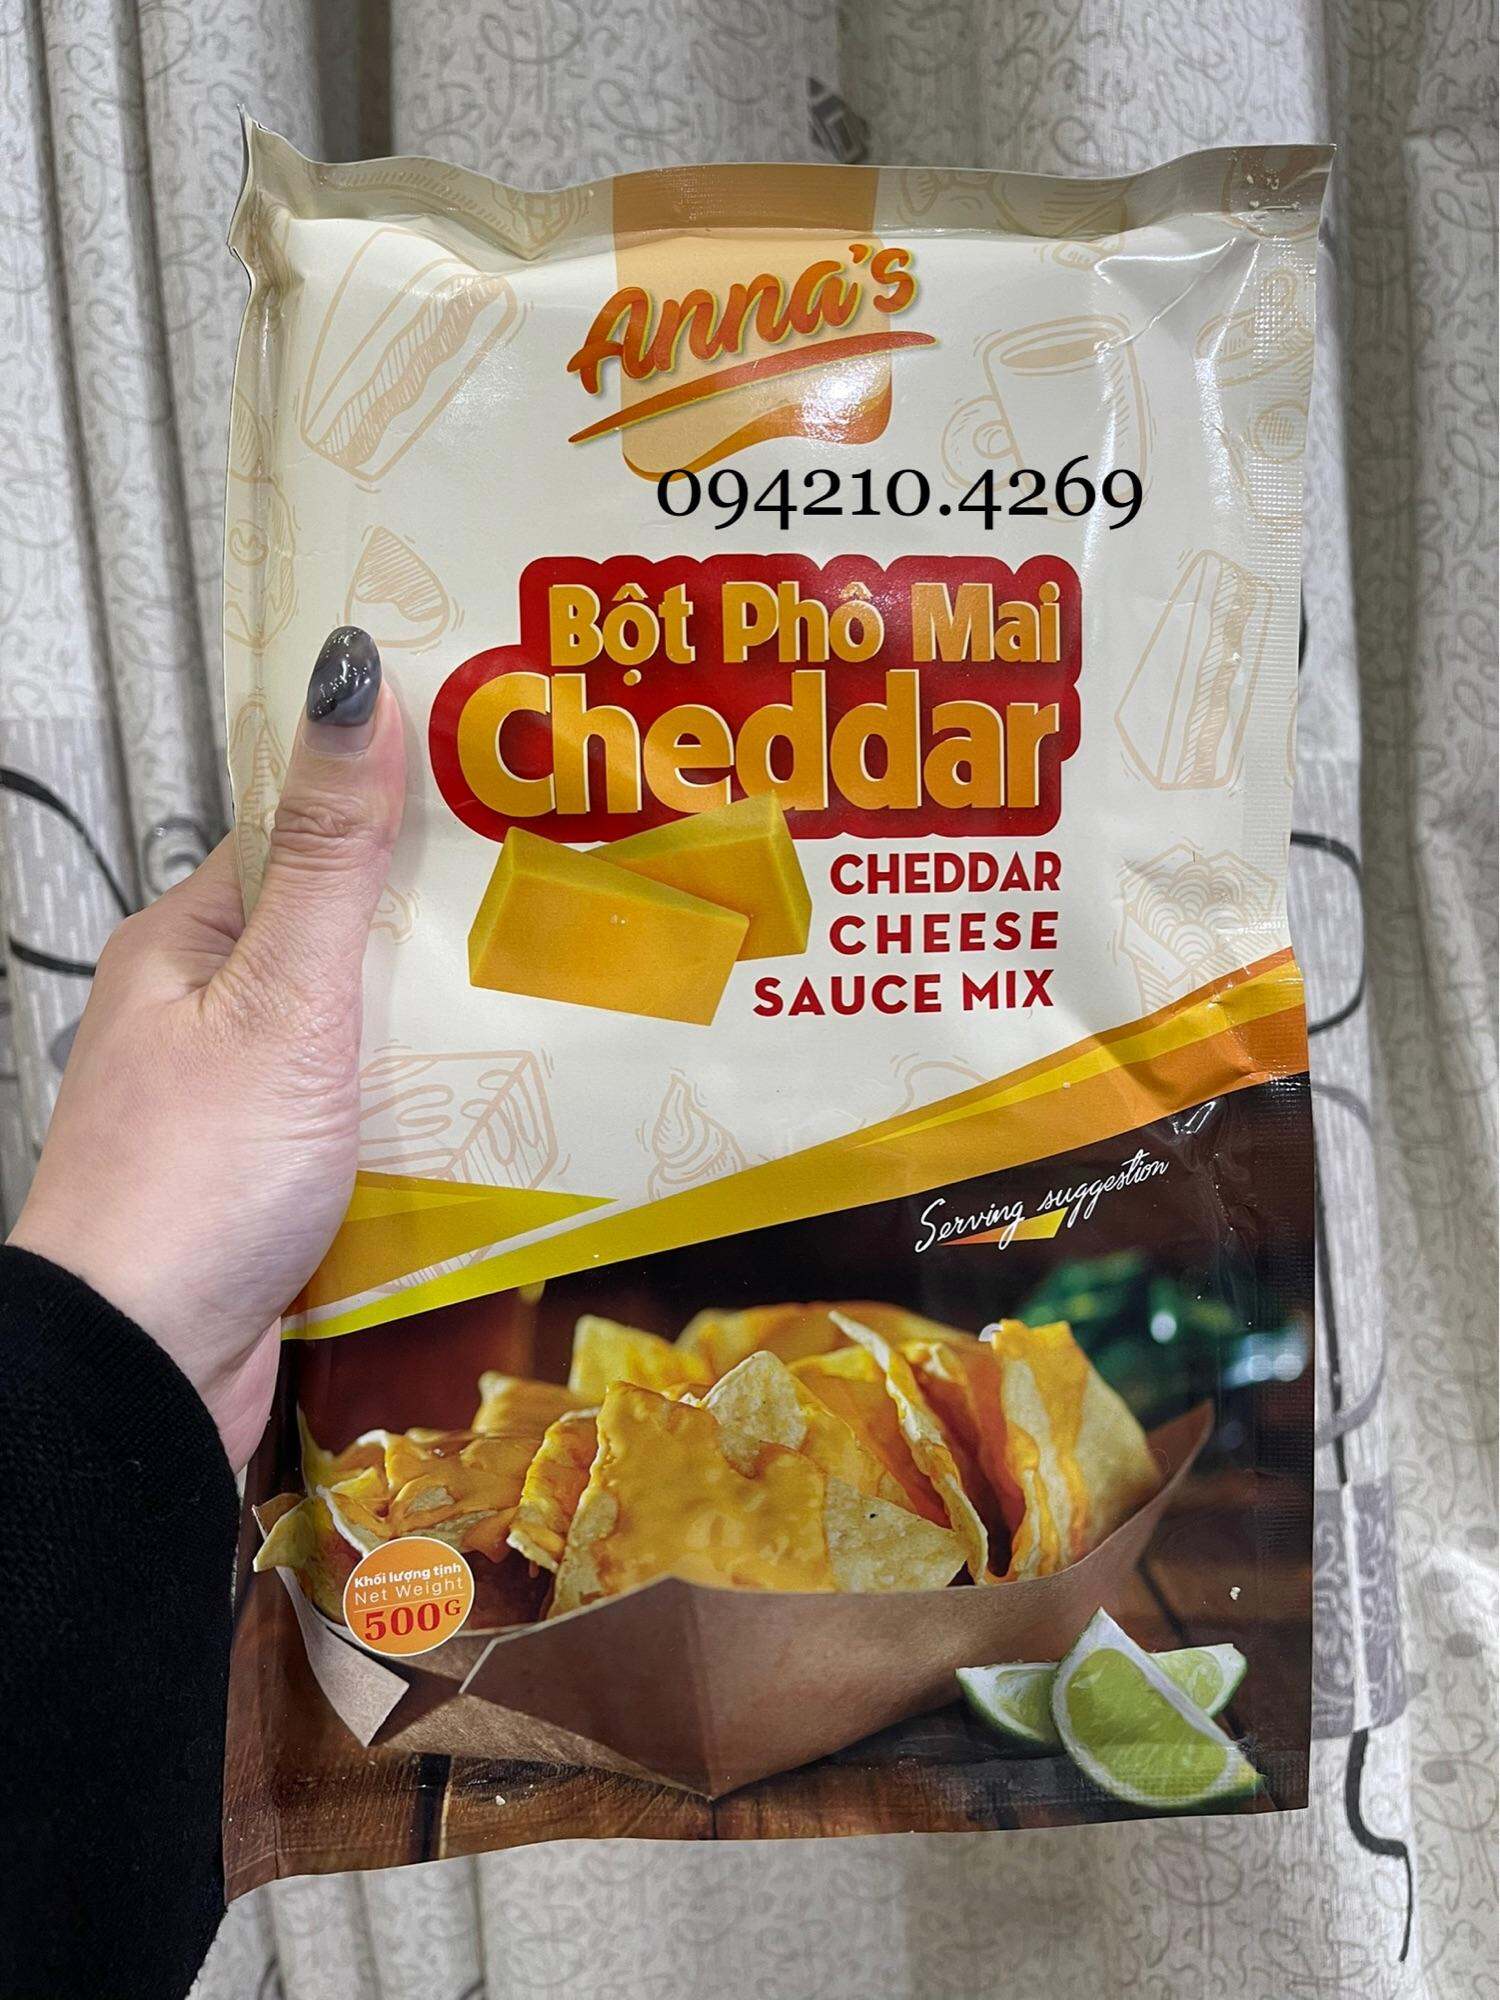 Anna's
094210.4269
Bột Phô Mai
Cheddar
CHEDDAR
CHEESE
SAUCE MIX
Serving suggestion
Khối lượng tịnh
Net Weight
500G